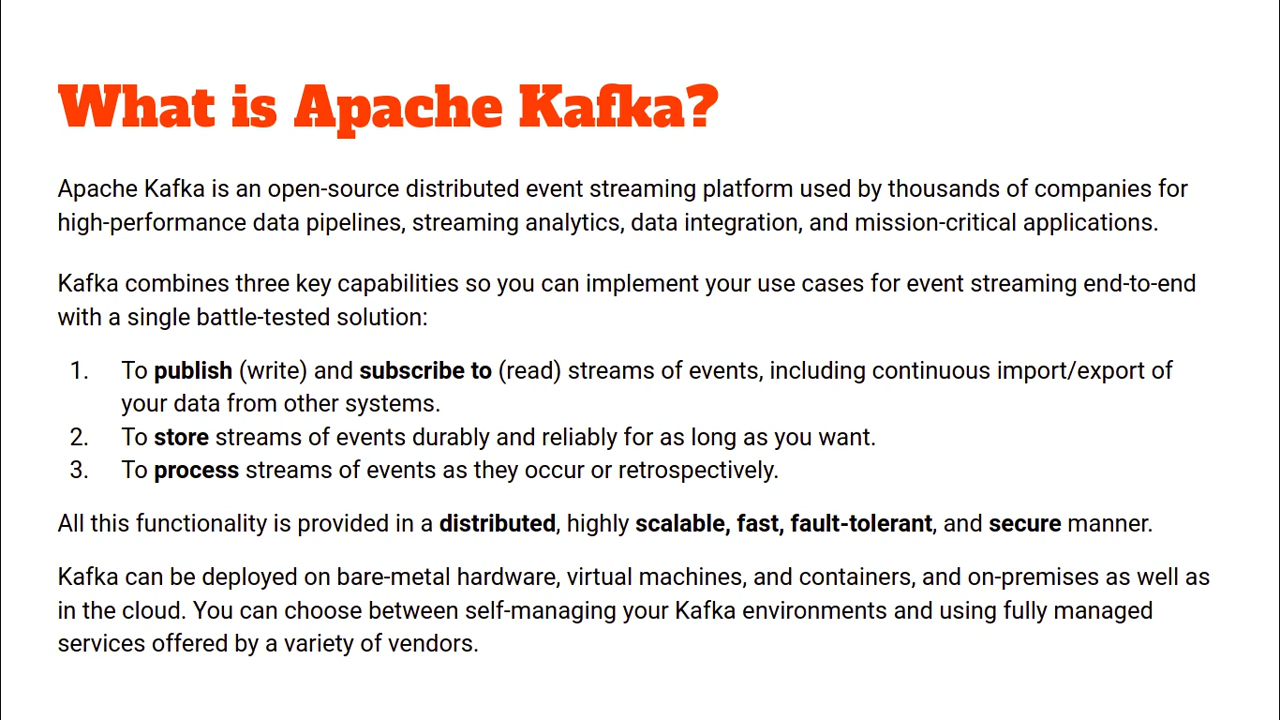 What is Apache Kafka?
Apache Kafka is an open-source distributed event streaming platform used by thousands of companies for
high-performance data pipelines, streaming analytics, data integration, and mission-critical applications.
Kafka combines three key capabilities so you can implement your use cases for event streaming end-to-end
with a single battle-tested solution:
1. To publish (write) and subscribe to (read) streams of events, including continuous import/export of
your data from other systems.
2. To store streams of events durably and reliably for as long as you want.
3. To process streams of events as they occur or retrospectively.
All this functionality is provided in a distributed, highly scalable, fast, fault-tolerant, and secure manner.
Kafka can be deployed on bare-metal hardware, virtual machines, and containers, and on-premises as well as
in the cloud. You can choose between self-managing your Kafka environments and using fully managed
services offered by a variety of vendors.